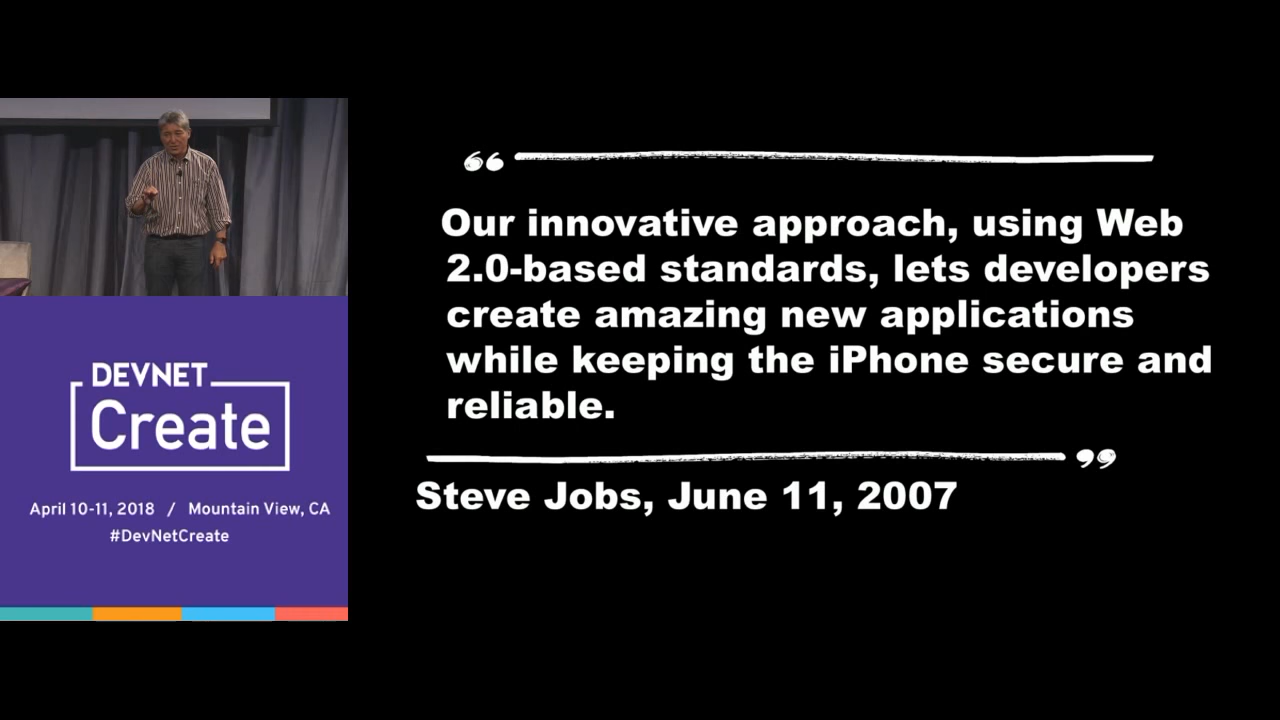 DEVNET
Create
April 10-11, 2018 / Mountain View, CA
#DevNetCreate
“
Our innovative approach, using Web
2.0-based standards, lets developers
create amazing new applications
while keeping the iPhone secure and
reliable.
”
Steve Jobs, June 11, 2007